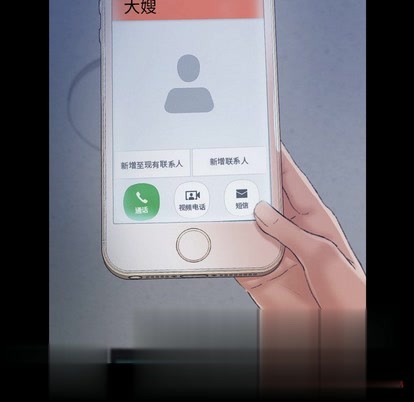 大嫂
新增至现有联系人
新增联系人
通话
视频电话
短信